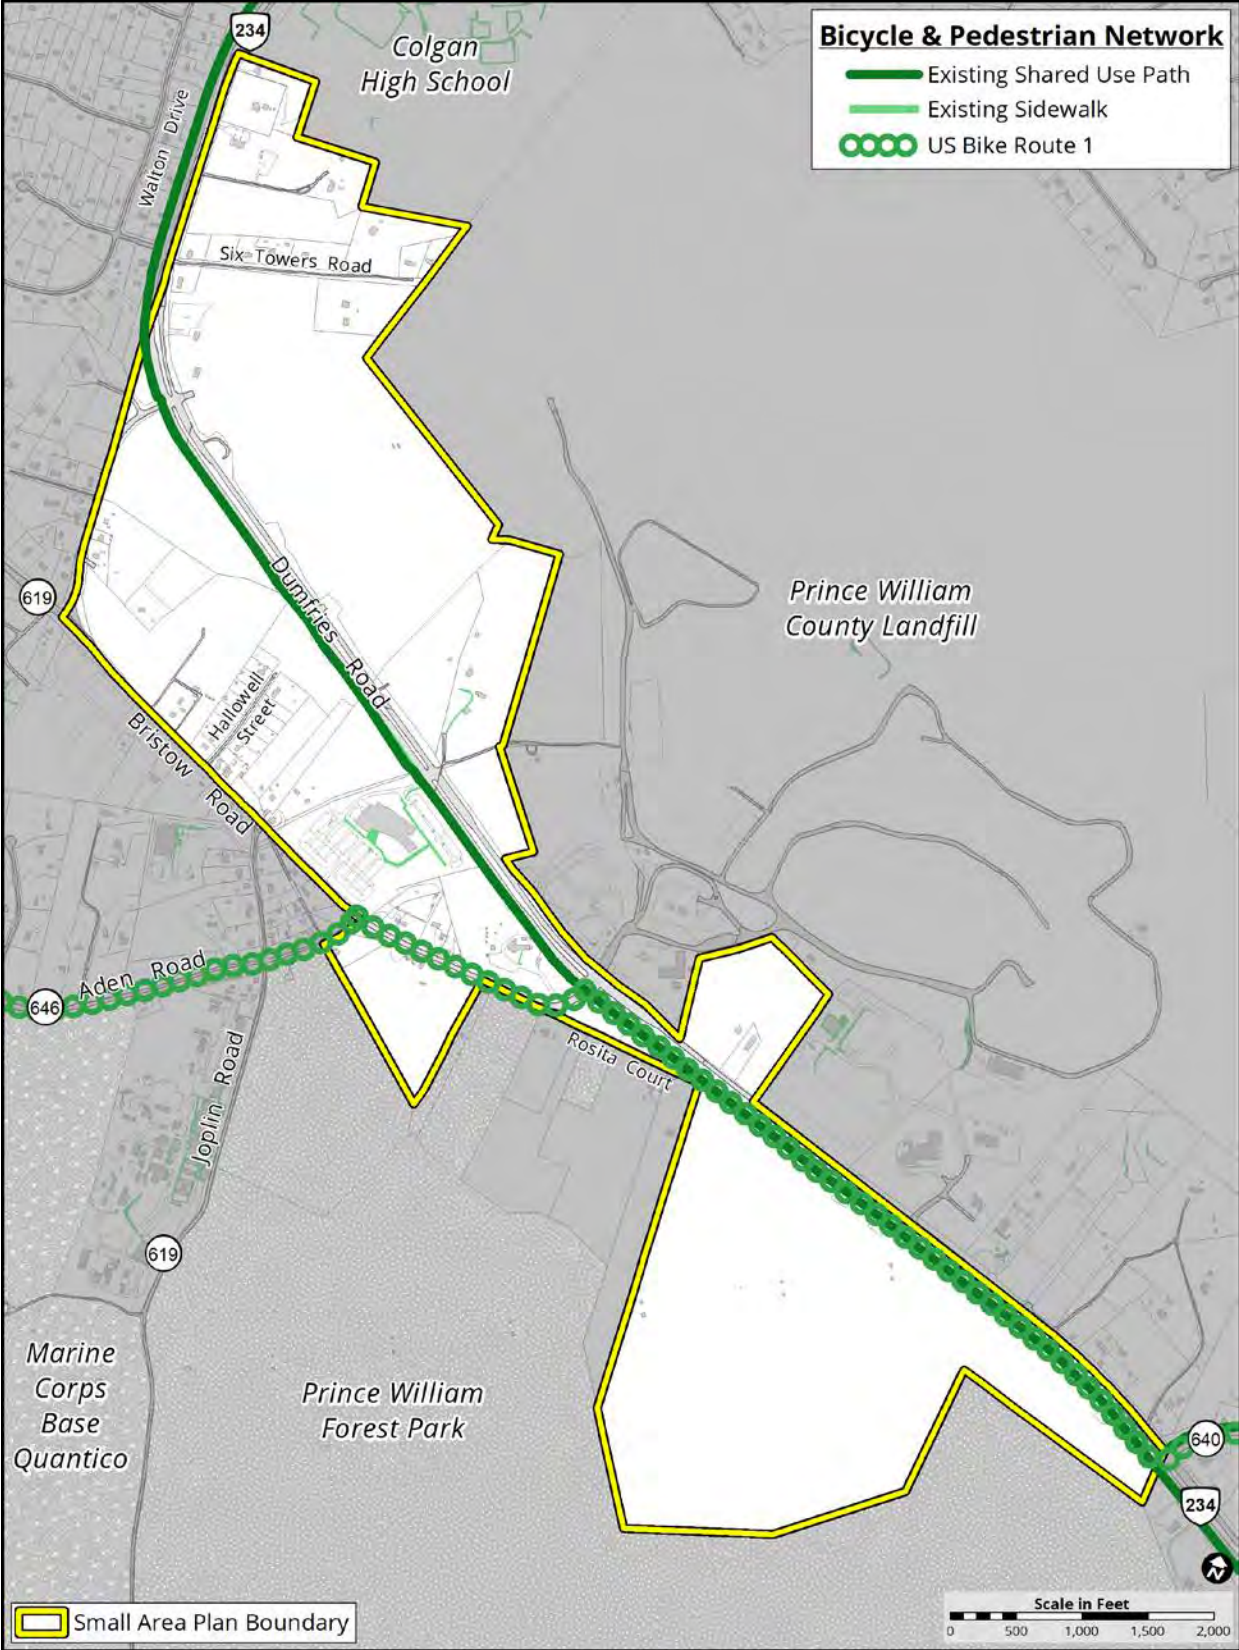 234
Colgan
High School
Bicycle & Pedestrian Network
Existing Shared Use Path
Existing Sidewalk
US Bike Route 1
Walton Drive
Six Towers Road
619
Dumfries Road
Prince William
County Landfill
Hallowell
Street
Bristow Road
Aden Road
646
Rosita Court
Joplin Road
619
Marine
Corps
Base
Quantico
Prince William
Forest Park
640
234
N
Small Area Plan Boundary
Scale in Feet
0 500 1,000 1,500 2,000